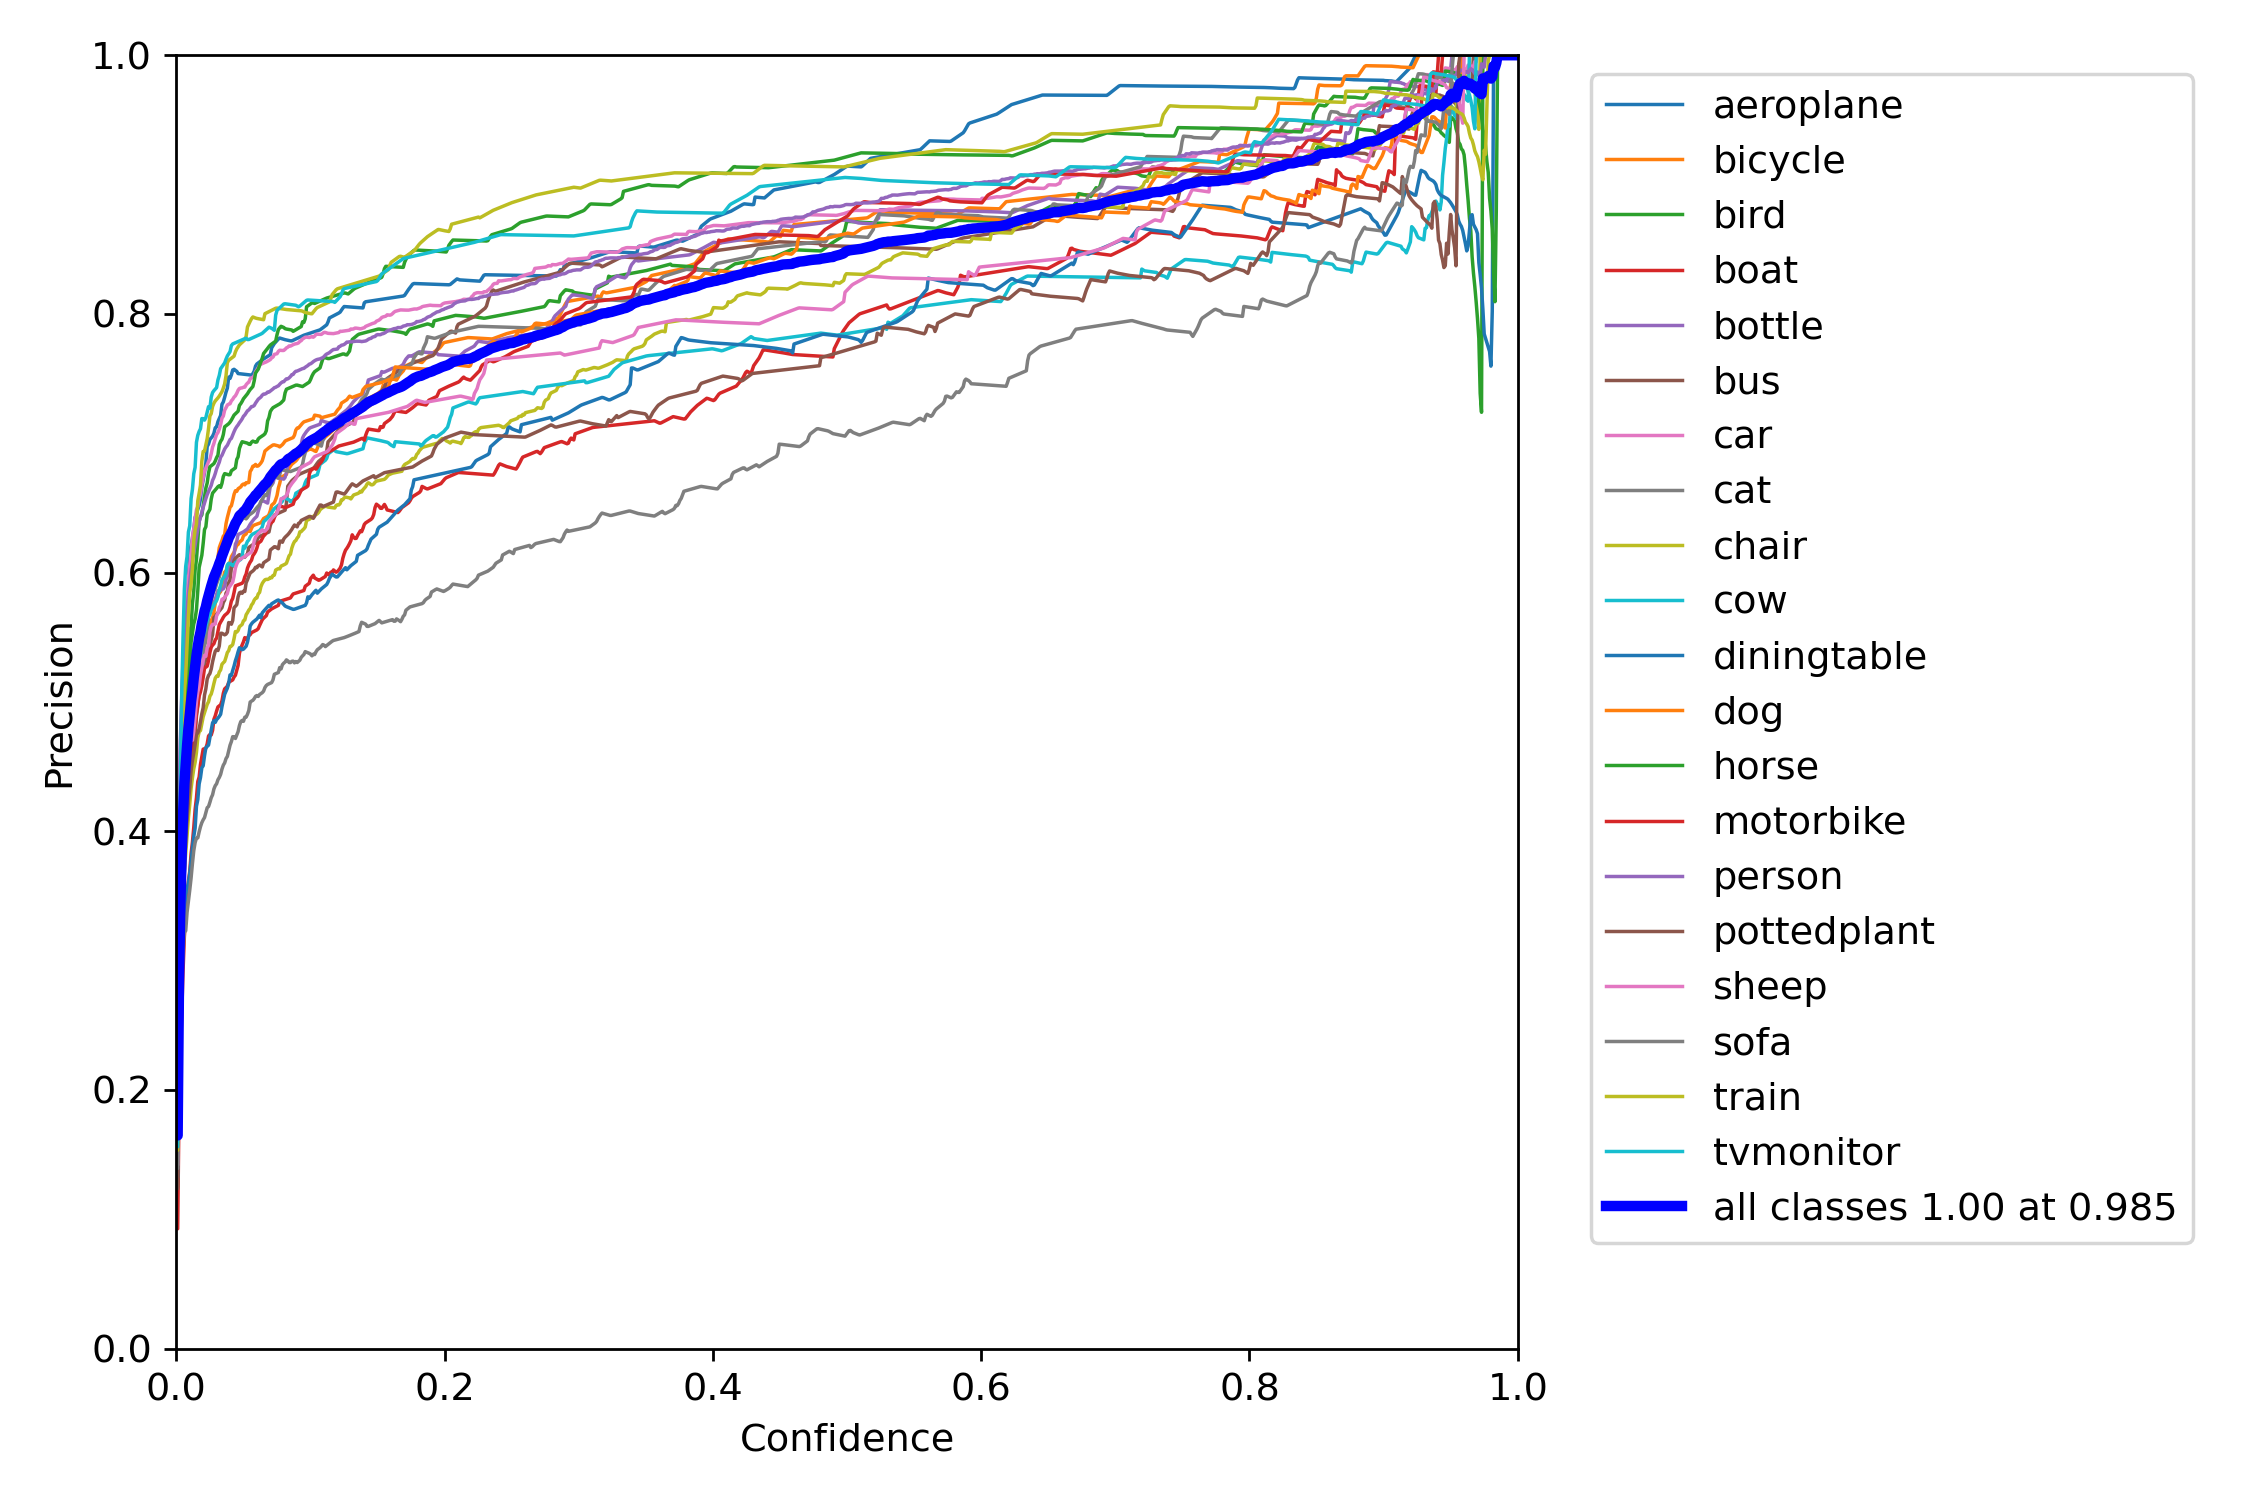 1.0
0.8
0.6
0.4
0.2
0.0
0.0 0.2 0.4 0.6 0.8 1.0
Precision
Confidence
aeroplane
bicycle
bird
boat
bottle
bus
car
cat
chair
cow
diningtable
dog
horse
motorbike
person
pottedplant
sheep
sofa
train
tvmonitor
all classes 1.00 at 0.985